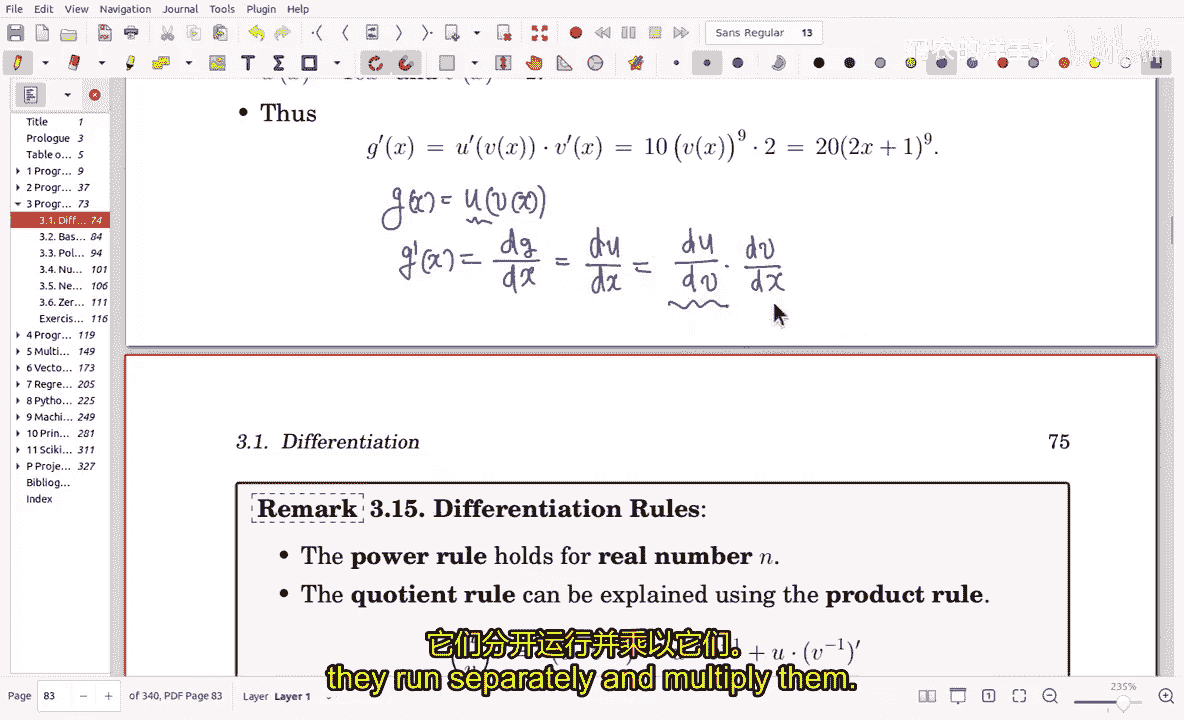 File Edit View Navigation Journal Tools Plugin Help
Sans Regular 13
Title 1
Prologue 3
Table o... 5
1 Progr... 9
2 Progr... 37
3 Progr... 73
3.1. Diff... 74
3.2. Bas... 84
3.3. Pol... 94
3.4. Nu... 101
3.5. Ne... 106
3.6. Zer... 111
Exercis... 116
4 Progr... 119
5 Multi... 149
6 Vecto... 173
7 Regre... 205
8 Pytho... 225
9 Machi... 249
10 Prin... 281
11 Sciki... 311
P Proje... 327
Bibliog...
Index
• Thus
g′(x) = u′(v(x)) · v′(x) = 10 (v(x))^9 · 2 = 20(2x + 1)^9.
g(x) = u(v(x))
g'(x) = dg/dx = du/dx = du/dv · dv/dx
3.1. Differentiation 75
Remark 3.15. Differentiation Rules:
• The power rule holds for real number n.
• The quotient rule can be explained using the product rule.
+ u · (v^−1)′
它们分开运行并乘以它们。
they run separately and multiply them.
Page 83 − + of 340, PDF Page 83 Layer Layer 1
235%